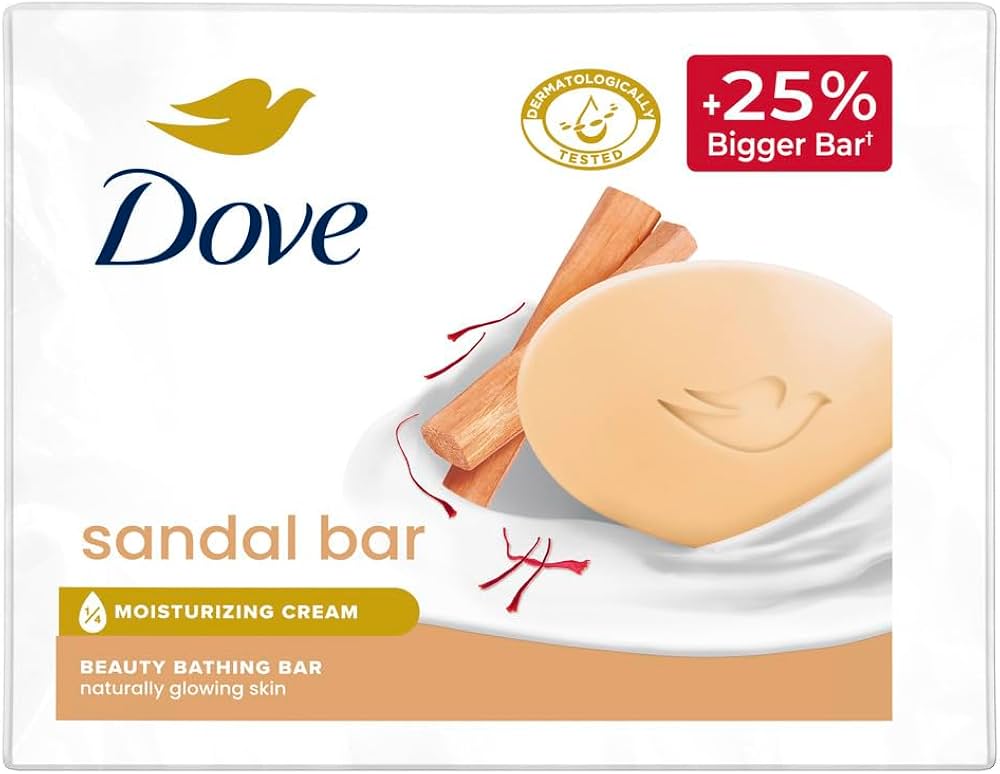 Dove
DERMATOLOGICALLY
TESTED
+25%
Bigger Bar†
sandal bar
1/4 MOISTURIZING CREAM
BEAUTY BATHING BAR
naturally glowing skin